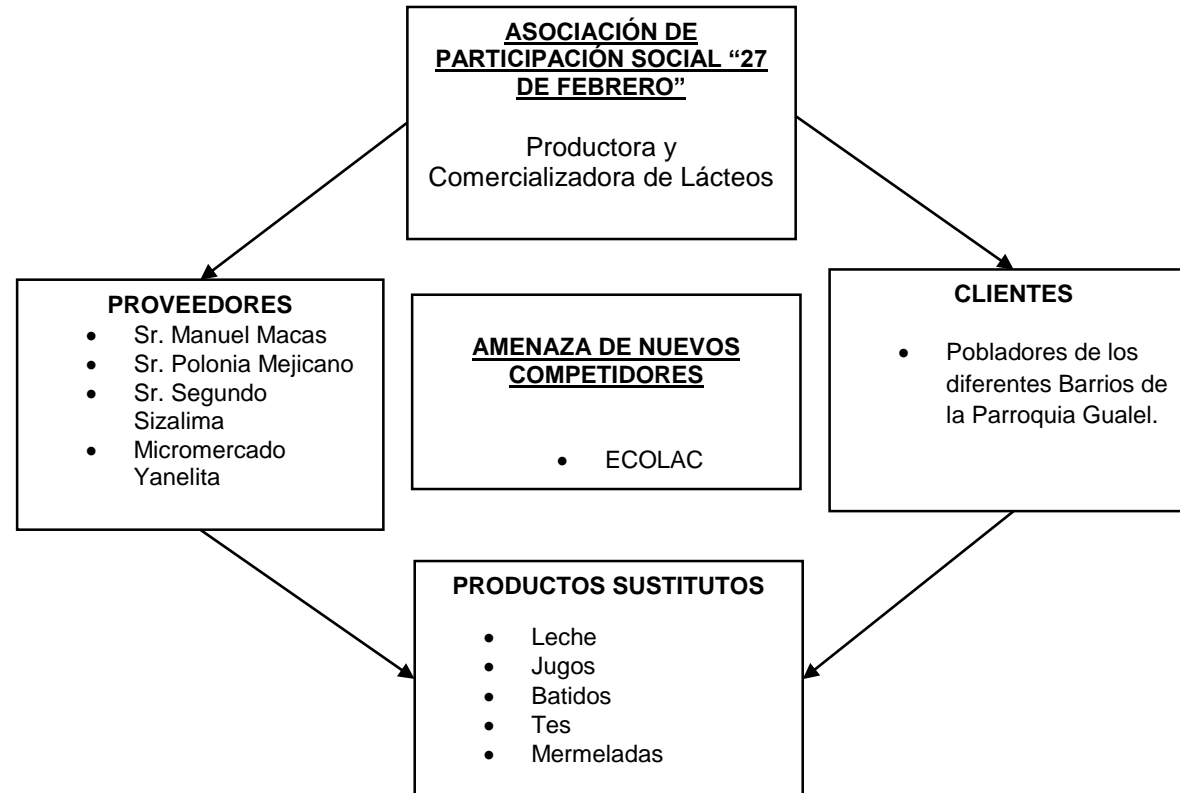 ASOCIACIÓN DE
PARTICIPACIÓN SOCIAL “27
DE FEBRERO”
Productora y
Comercializadora de Lácteos
PROVEEDORES
• Sr. Manuel Macas
• Sr. Polonia Mejicano
• Sr. Segundo
Sizalima
• Micromercado
Yanelita
AMENAZA DE NUEVOS
COMPETIDORES
• ECOLAC
CLIENTES
• Pobladores de los
diferentes Barrios de
la Parroquia Gualel.
PRODUCTOS SUSTITUTOS
• Leche
• Jugos
• Batidos
• Tes
• Mermeladas